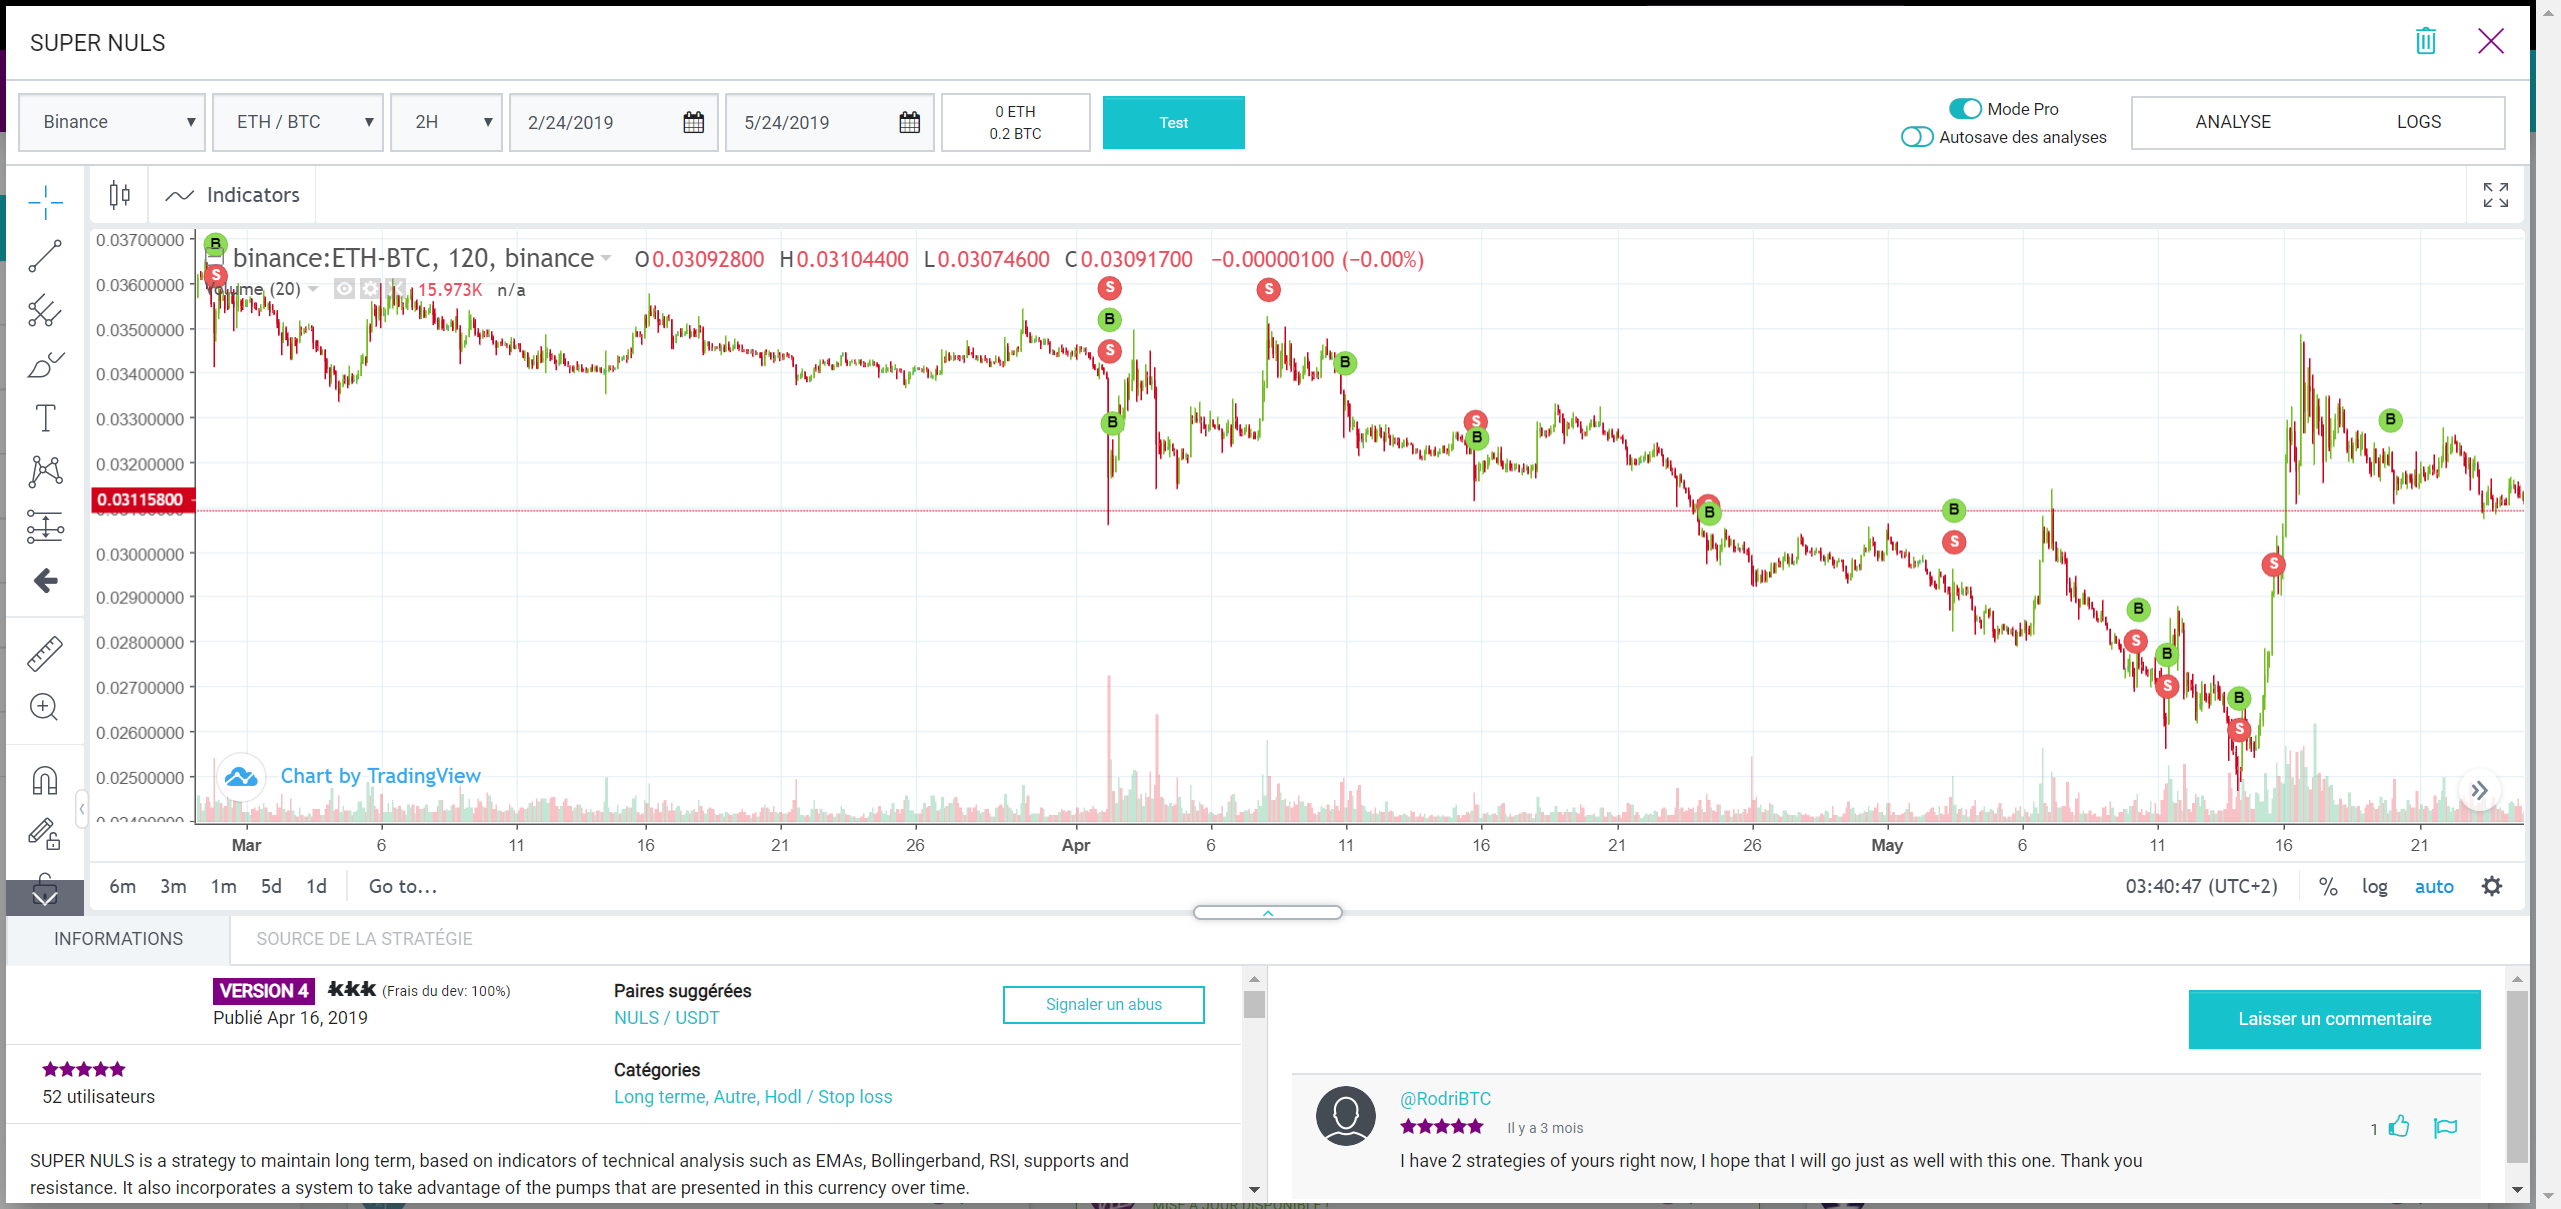 SUPER NULS
Binance
ETH / BTC
2H
2/24/2019
5/24/2019
0 ETH
0.2 BTC
Test
Mode Pro
Autosave des analyses
ANALYSE
LOGS
Indicators
binance:ETH-BTC, 120, binance
O0.03092800 H0.03104400 L0.03074600 C0.03091700 −0.00000100 (−0.00%)
Volume (20)
15.973K n/a
0.03700000
0.03600000
0.03500000
0.03400000
0.03300000
0.03200000
0.03115800
0.03000000
0.02900000
0.02800000
0.02700000
0.02600000
0.02500000
0.02400000
B
S
S
B
S
B
S
B
S
B
B
B
S
B
S
B
S
B
S
S
B
Chart by TradingView
Mar 6 11 16 21 26 Apr 6 11 16 21 26 May 6 11 16 21
6m 3m 1m 5d 1d Go to...
03:40:47 (UTC+2) % log auto
INFORMATIONS
SOURCE DE LA STRATÉGIE
VERSION 4
(Frais du dev: 100%)
Publié Apr 16, 2019
Paires suggérées
NULS / USDT
Signaler un abus
52 utilisateurs
Catégories
Long terme, Autre, Hodl / Stop loss
SUPER NULS is a strategy to maintain long term, based on indicators of technical analysis such as EMAs, Bollingerband, RSI, supports and
resistance. It also incorporates a system to take advantage of the pumps that are presented in this currency over time.
Laisser un commentaire
@RodriBTC
Il y a 3 mois
1
I have 2 strategies of yours right now, I hope that I will go just as well with this one. Thank you
MISE A JOUR DISPONIBLE !